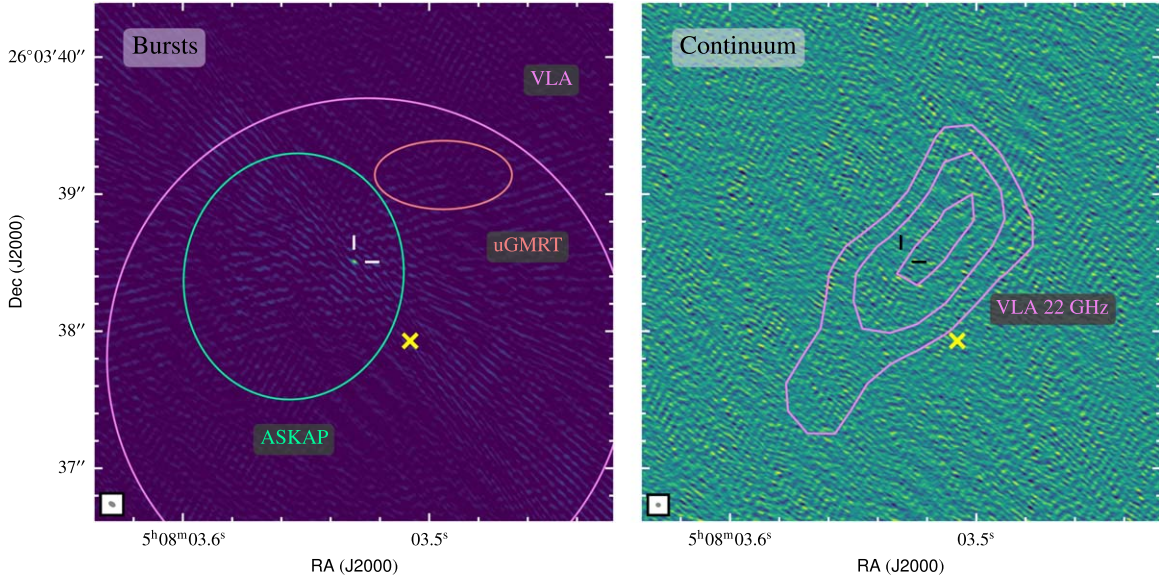 Bursts
Continuum
26°03′40″
VLA
39″
uGMRT
VLA 22 GHz
38″
ASKAP
37″
Dec (J2000)
5ʰ08ᵐ03.6ˢ
03.5ˢ
5ʰ08ᵐ03.6ˢ
03.5ˢ
RA (J2000)
RA (J2000)